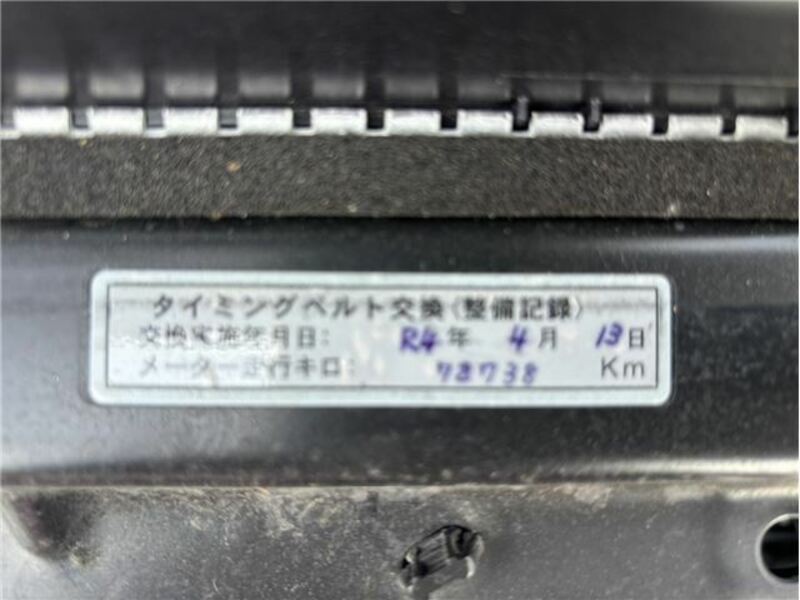 タイミングベルト交換〈整備記録〉
交換実施年月日： R4年 4月 13日
メーター走行キロ： 78738 Km